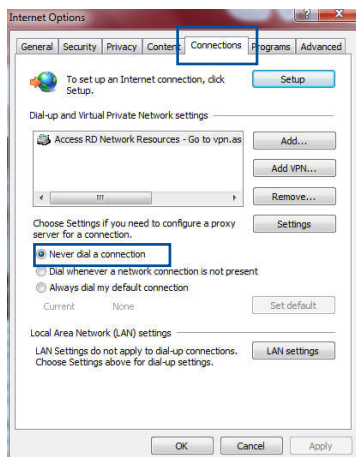 Internet Options
General Security Privacy Content Connections Programs Advanced
To set up an Internet connection, click
Setup.
Setup
Dial-up and Virtual Private Network settings
Access RD Network Resources - Go to vpn.as
Add...
Add VPN...
Remove...
Choose Settings if you need to configure a proxy
server for a connection.
Settings
Never dial a connection
Dial whenever a network connection is not present
Always dial my default connection
Current None
Set default
Local Area Network (LAN) settings
LAN Settings do not apply to dial-up connections.
Choose Settings above for dial-up settings.
LAN settings
OK Cancel Apply